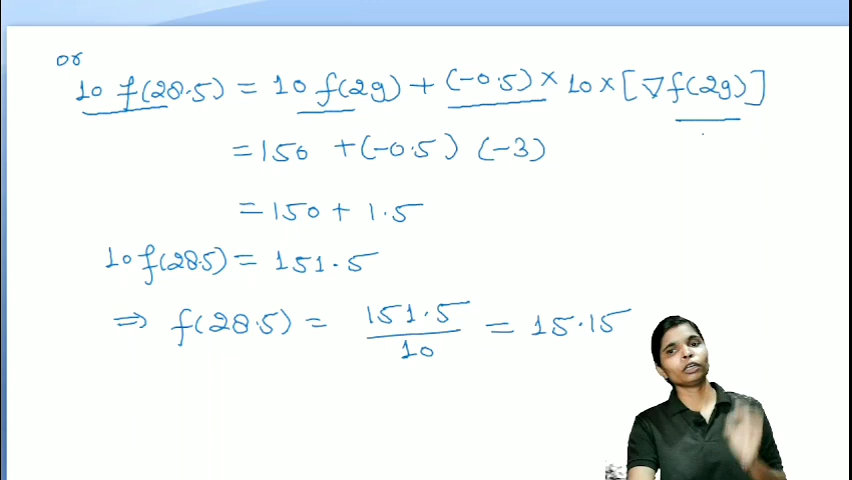 or
10 f(28.5) = 10 f(29) + (-0.5) × 10 × [∇f(29)]
= 150 + (-0.5) (-3)
= 150 + 1.5
10 f(28.5) = 151.5
⇒ f(28.5) = 151.5 / 10 = 15.15